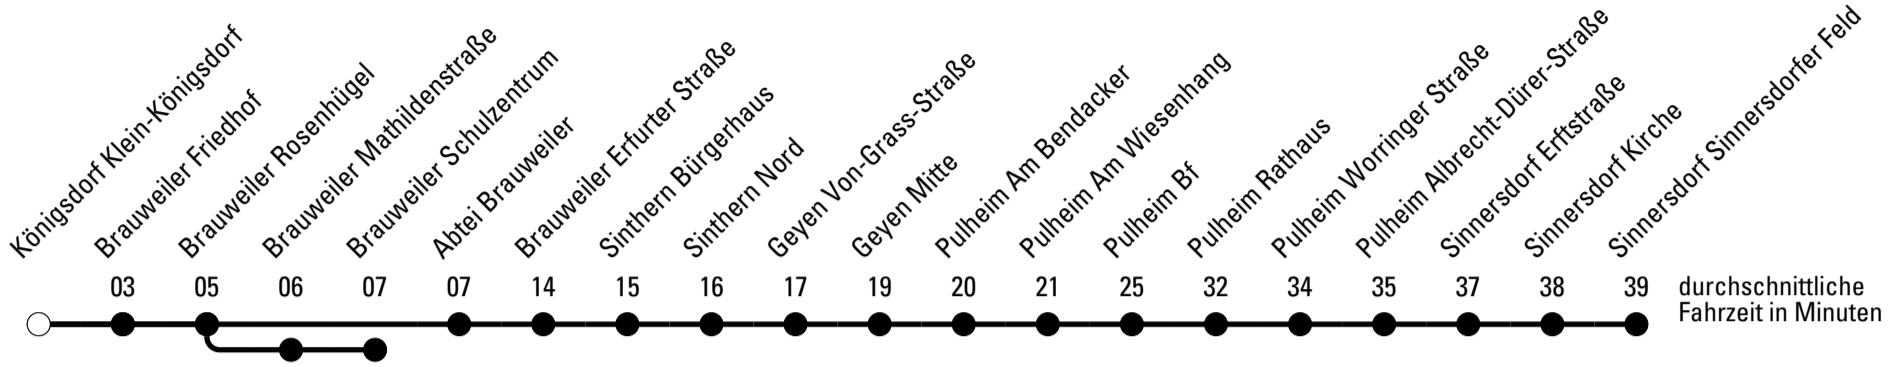 Königsdorf Klein-Königsdorf
Brauweiler Friedhof
Brauweiler Rosenhügel
Brauweiler Mathildenstraße
Brauweiler Schulzentrum
Abtei Brauweiler
Brauweiler Erfurter Straße
Sinthern Bürgerhaus
Sinthern Nord
Geyen Von-Grass-Straße
Geyen Mitte
Pulheim Am Bendacker
Pulheim Am Wiesenhang
Pulheim Bf
Pulheim Rathaus
Pulheim Worringer Straße
Pulheim Albrecht-Dürer-Straße
Sinnersdorf Erftstraße
Sinnersdorf Kirche
Sinnersdorf Sinnersdorfer Feld
03 05 06 07 07 14 15 16 17 19 20 21 25 32 34 35 37 38 39
durchschnittliche
Fahrzeit in Minuten